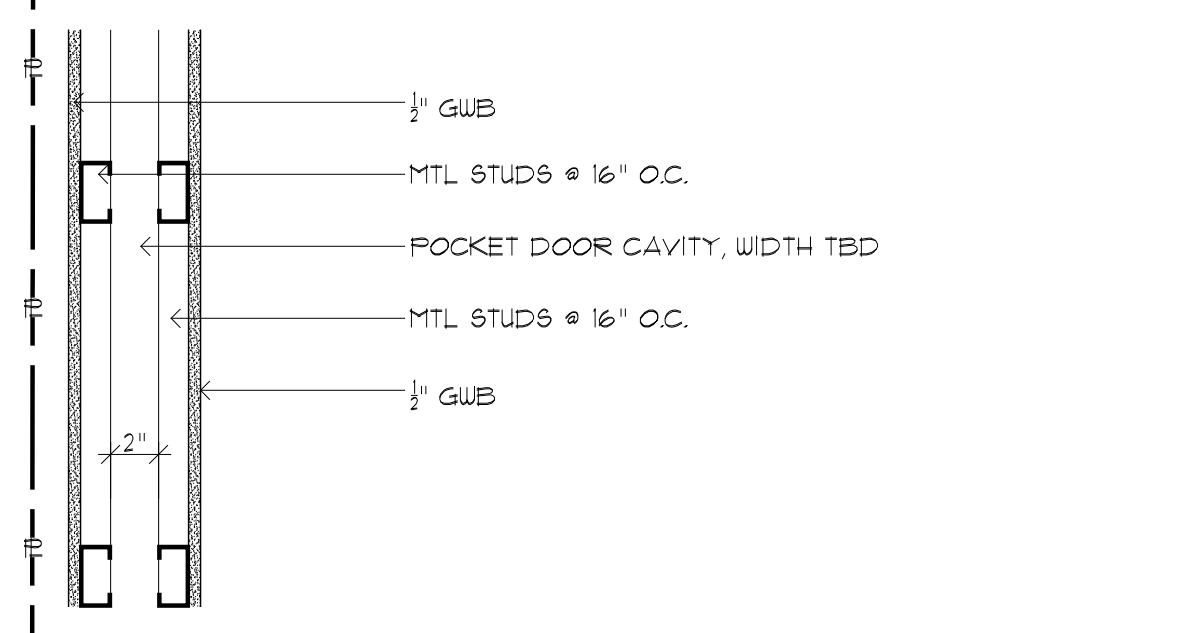 ½" GWB
MTL STUDS @ 16" O.C.
POCKET DOOR CAVITY, WIDTH TBD
MTL STUDS @ 16" O.C.
½" GWB
2"